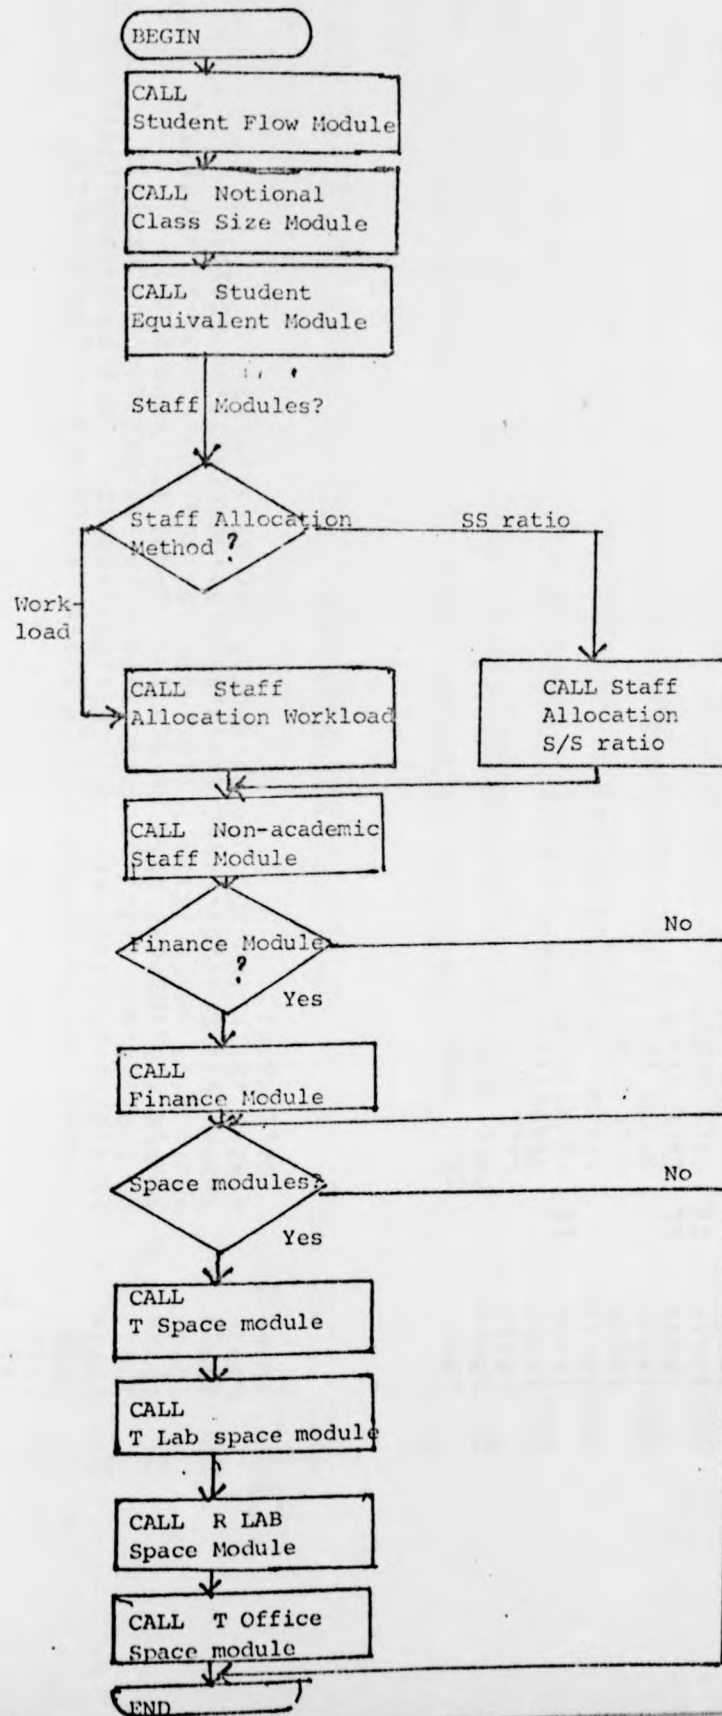 BEGIN
CALL
Student Flow Module
CALL Notional
Class Size Module
CALL Student
Equivalent Module
Staff Modules?
Staff Allocation
Method ?
SS ratio
Work-
load
CALL Staff
Allocation Workload
CALL Staff
Allocation
S/S ratio
CALL Non-academic
Staff Module
Finance Module
?
No
Yes
CALL
Finance Module
Space modules?
No
Yes
CALL
T Space module
CALL
T Lab space module
CALL R LAB
Space Module
CALL T Office
Space module
END